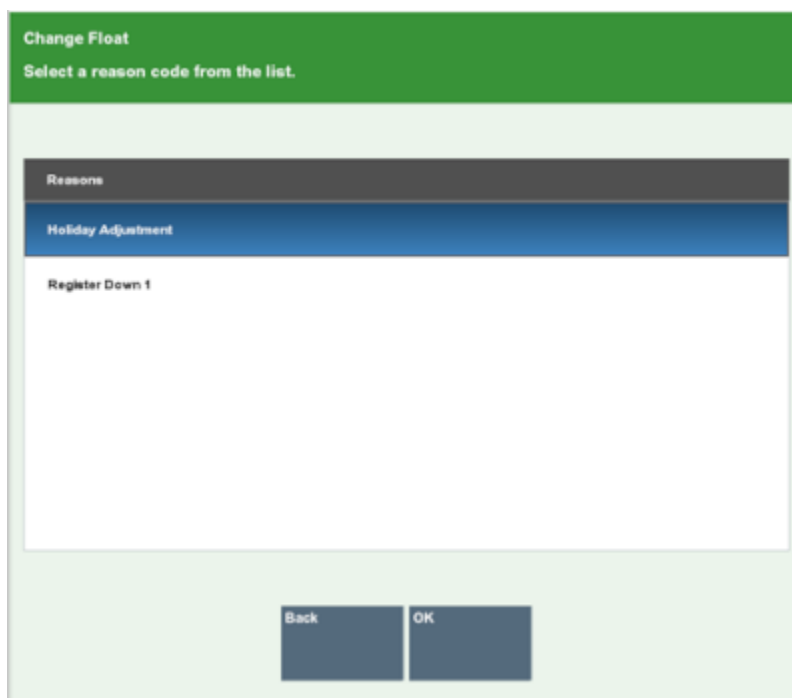 Change Float
Select a reason code from the list.
Reasons
Holiday Adjustment
Register Down 1
Back OK